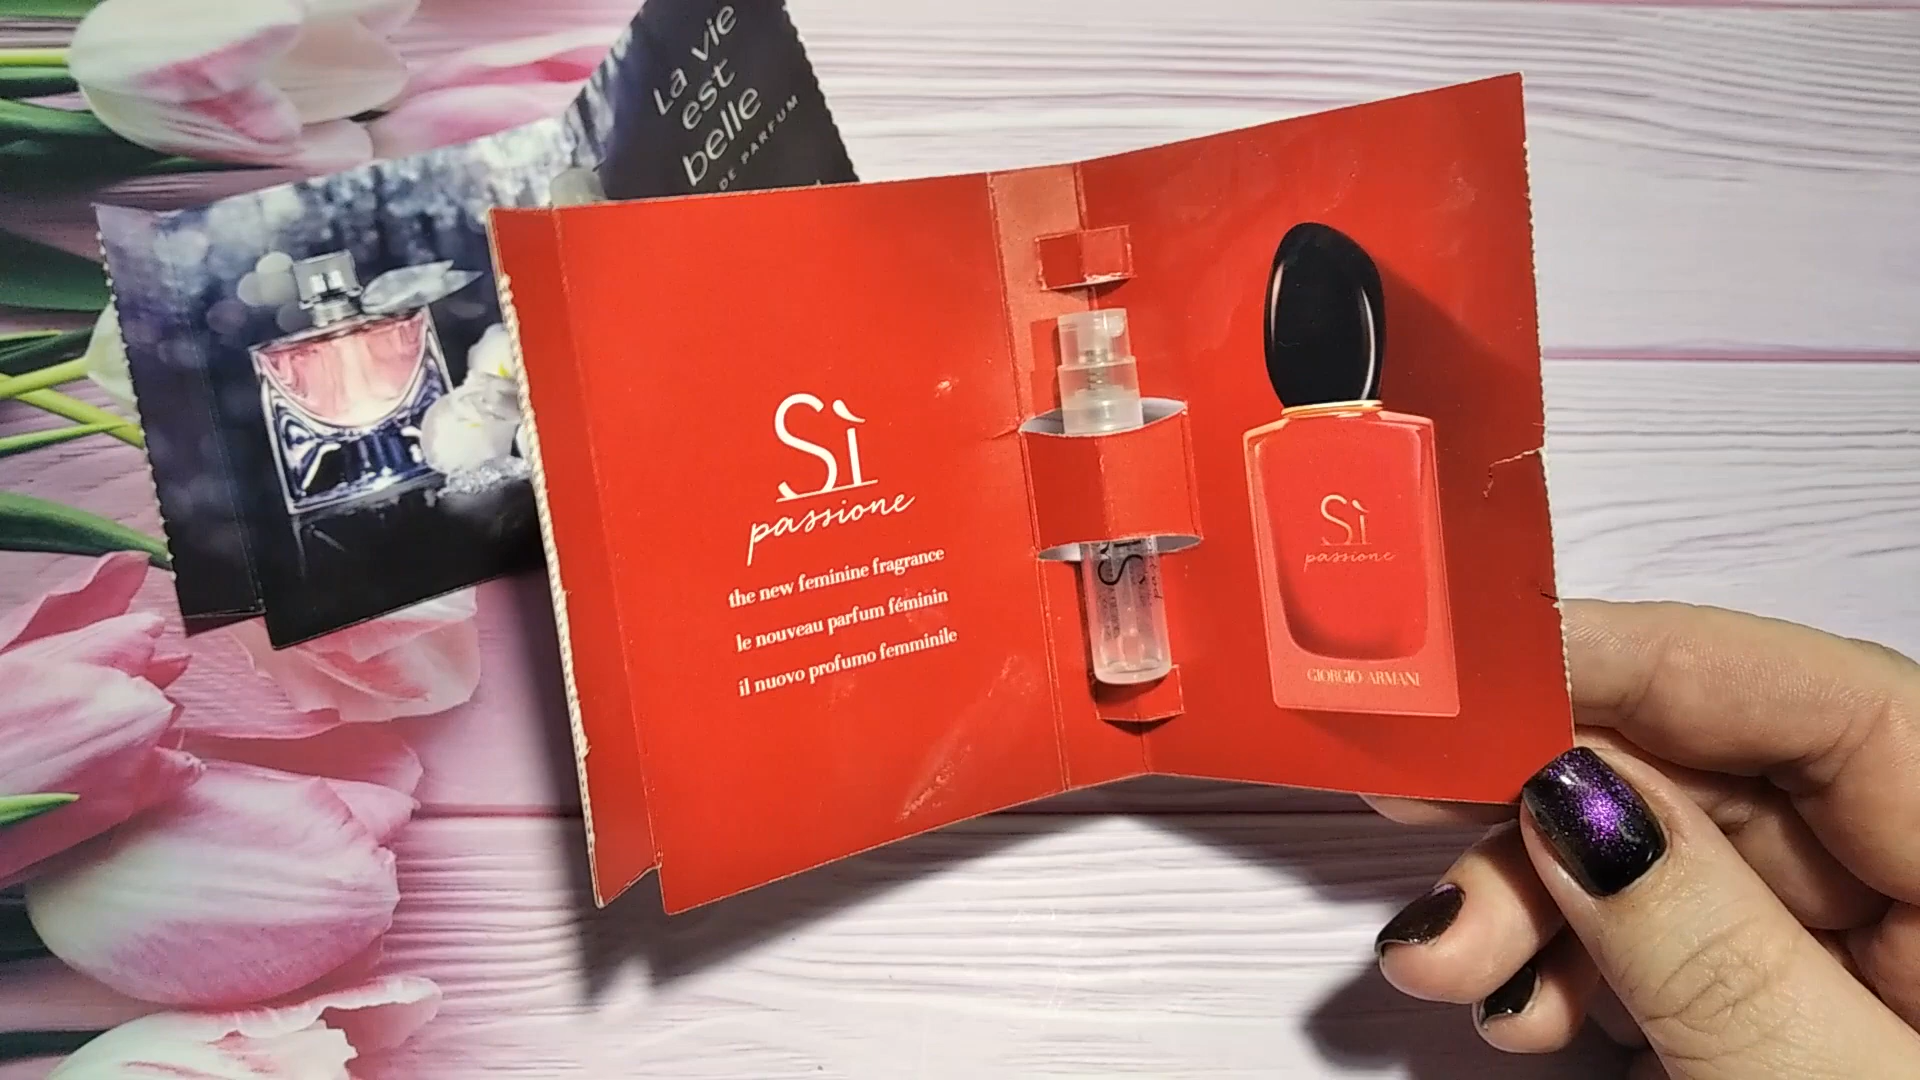 La vie
est
belle
DE PARFUM
Sì
passione
the new feminine fragrance
le nouveau parfum féminin
il nuovo profumo femminile
Sì
Sì
passione
GIORGIO ARMANI